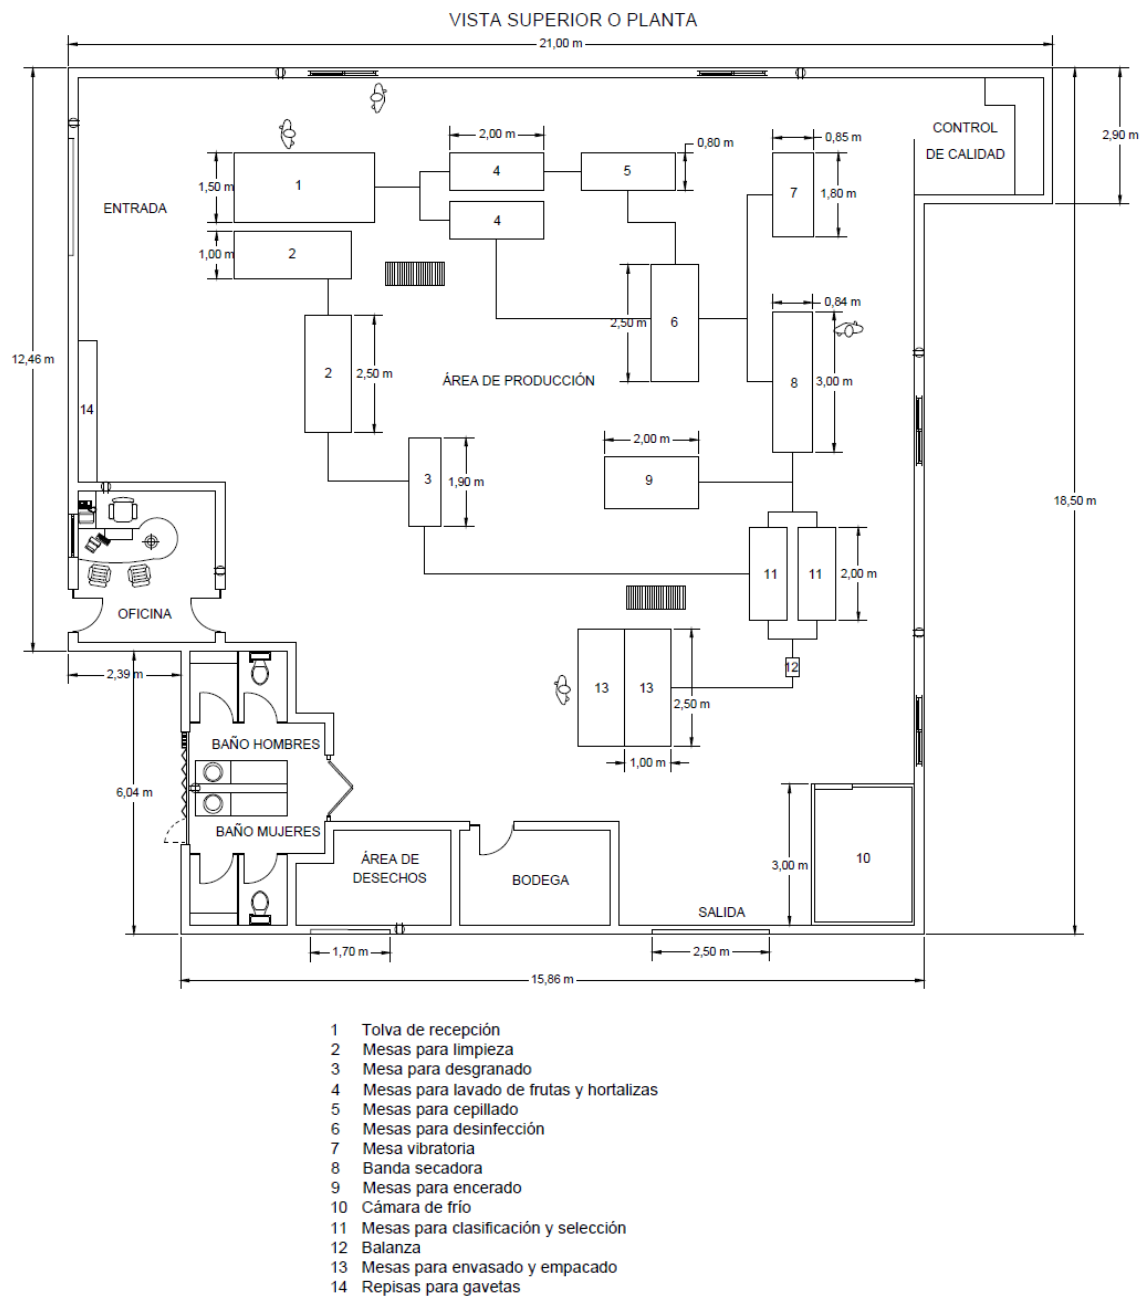 VISTA SUPERIOR O PLANTA
21,00 m
2,00 m
0,80 m
0,85 m
CONTROL
DE CALIDAD
2,90 m
1,50 m
1
4
5
7
1,80 m
ENTRADA
4
1,00 m
2
0,84 m
2,50 m
6
12,46 m
2
2,50 m
ÁREA DE PRODUCCIÓN
8
3,00 m
14
2,00 m
3
1,90 m
9
18,50 m
11
11
2,00 m
OFICINA
12
2,39 m
13
13
2,50 m
BAÑO HOMBRES
1,00 m
6,04 m
BAÑO MUJERES
ÁREA DE
DESECHOS
BODEGA
3,00 m
10
SALIDA
1,70 m
2,50 m
15,86 m
1 Tolva de recepción
2 Mesas para limpieza
3 Mesa para desgranado
4 Mesas para lavado de frutas y hortalizas
5 Mesas para cepillado
6 Mesas para desinfección
7 Mesa vibratoria
8 Banda secadora
9 Mesas para encerado
10 Cámara de frío
11 Mesas para clasificación y selección
12 Balanza
13 Mesas para envasado y empacado
14 Repisas para gavetas